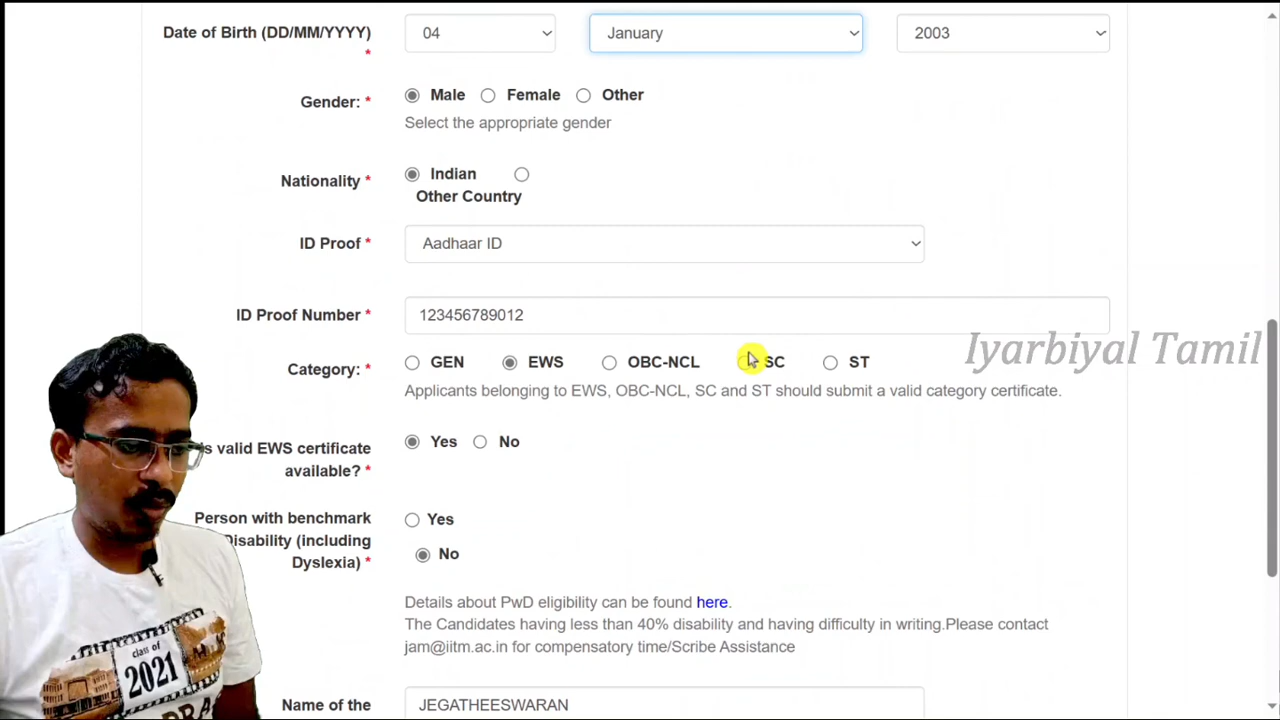 Date of Birth (DD/MM/YYYY) * 04 January 2003
Gender: * Male Female Other
Select the appropriate gender
Nationality * Indian
Other Country
ID Proof * Aadhaar ID
ID Proof Number * 123456789012
Iyarbiyal Tamil
Category: * GEN EWS OBC-NCL SC ST
Applicants belonging to EWS, OBC-NCL, SC and ST should submit a valid category certificate.
valid EWS certificate
available? * Yes No
Person with benchmark
Disability (including
Dyslexia) * Yes
No
Details about PwD eligibility can be found here.
The Candidates having less than 40% disability and having difficulty in writing.Please contact
jam@iitm.ac.in for compensatory time/Scribe Assistance
Name of the JEGATHEESWARAN
class of
2021